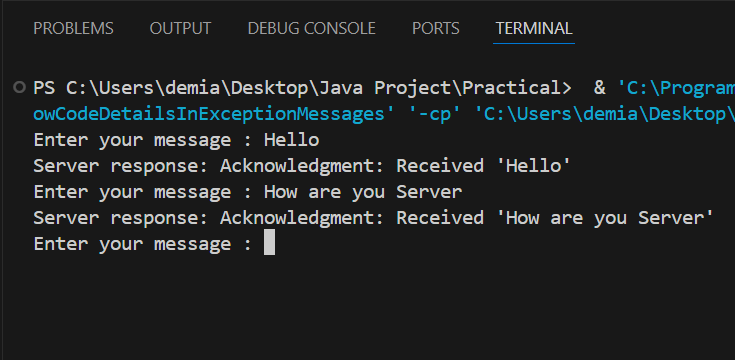 PROBLEMS OUTPUT DEBUG CONSOLE PORTS TERMINAL
PS C:\Users\demia\Desktop\Java Project\Practical>  & 'C:\Program
owCodeDetailsInExceptionMessages' '-cp' 'C:\Users\demia\Desktop\
Enter your message : Hello
Server response: Acknowledgment: Received 'Hello'
Enter your message : How are you Server
Server response: Acknowledgment: Received 'How are you Server'
Enter your message :